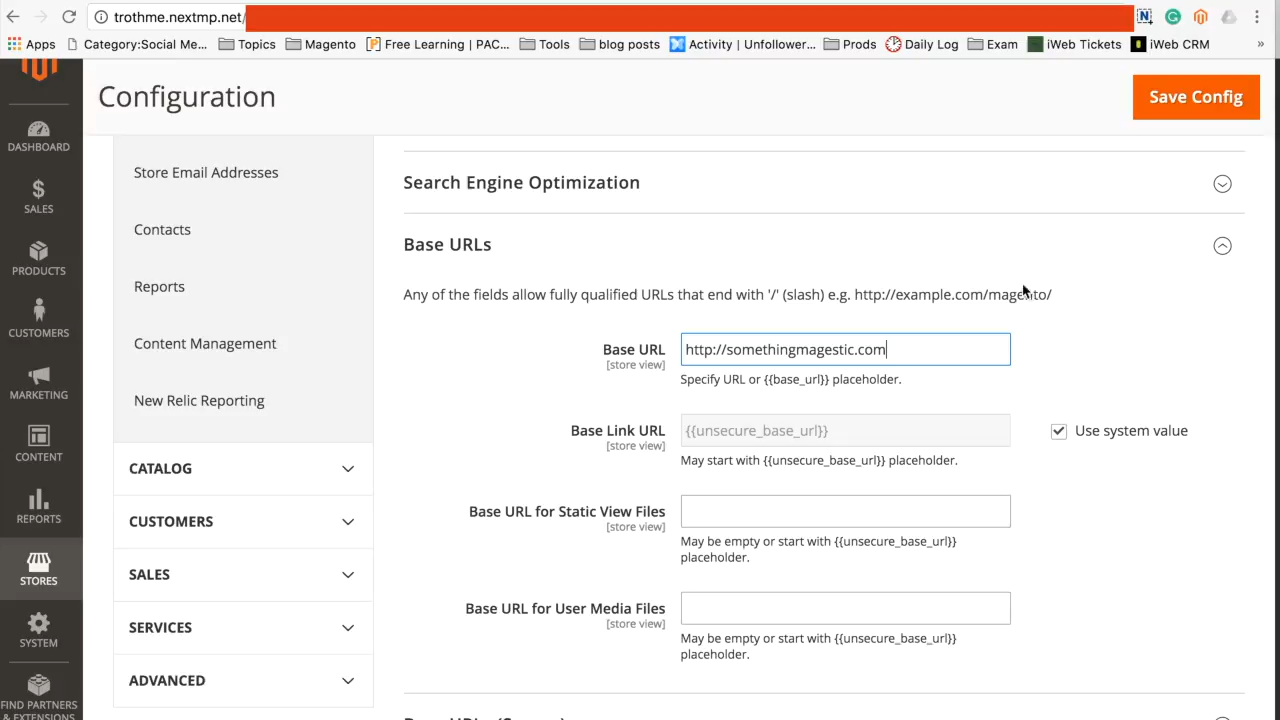 trothme.nextmp.net/
Apps Category:Social Me... Topics Magento Free Learning | PAC... Tools blog posts Activity | Unfollower... Prods Daily Log Exam iWeb Tickets iWeb CRM »
Configuration
Save Config
DASHBOARD
SALES
PRODUCTS
CUSTOMERS
MARKETING
CONTENT
REPORTS
STORES
SYSTEM
FIND PARTNERS
& EXTENSIONS
Store Email Addresses
Contacts
Reports
Content Management
New Relic Reporting
CATALOG
CUSTOMERS
SALES
SERVICES
ADVANCED
Search Engine Optimization
Base URLs
Any of the fields allow fully qualified URLs that end with '/' (slash) e.g. http://example.com/magento/
Base URL http://somethingmagestic.com
[store view]
Specify URL or {{base_url}} placeholder.
Base Link URL {{unsecure_base_url}} Use system value
[store view]
May start with {{unsecure_base_url}} placeholder.
Base URL for Static View Files
[store view]
May be empty or start with {{unsecure_base_url}}
placeholder.
Base URL for User Media Files
[store view]
May be empty or start with {{unsecure_base_url}}
placeholder.